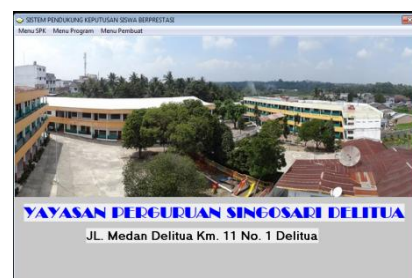 SISTEM PENDUKUNG KEPUTUSAN SISWA BERPRESTASI
Menu SPK Menu Program Menu Pembuat
YAYASAN PERGURUAN SINGOSARI DELITUA
JL. Medan Delitua Km. 11 No. 1 Delitua